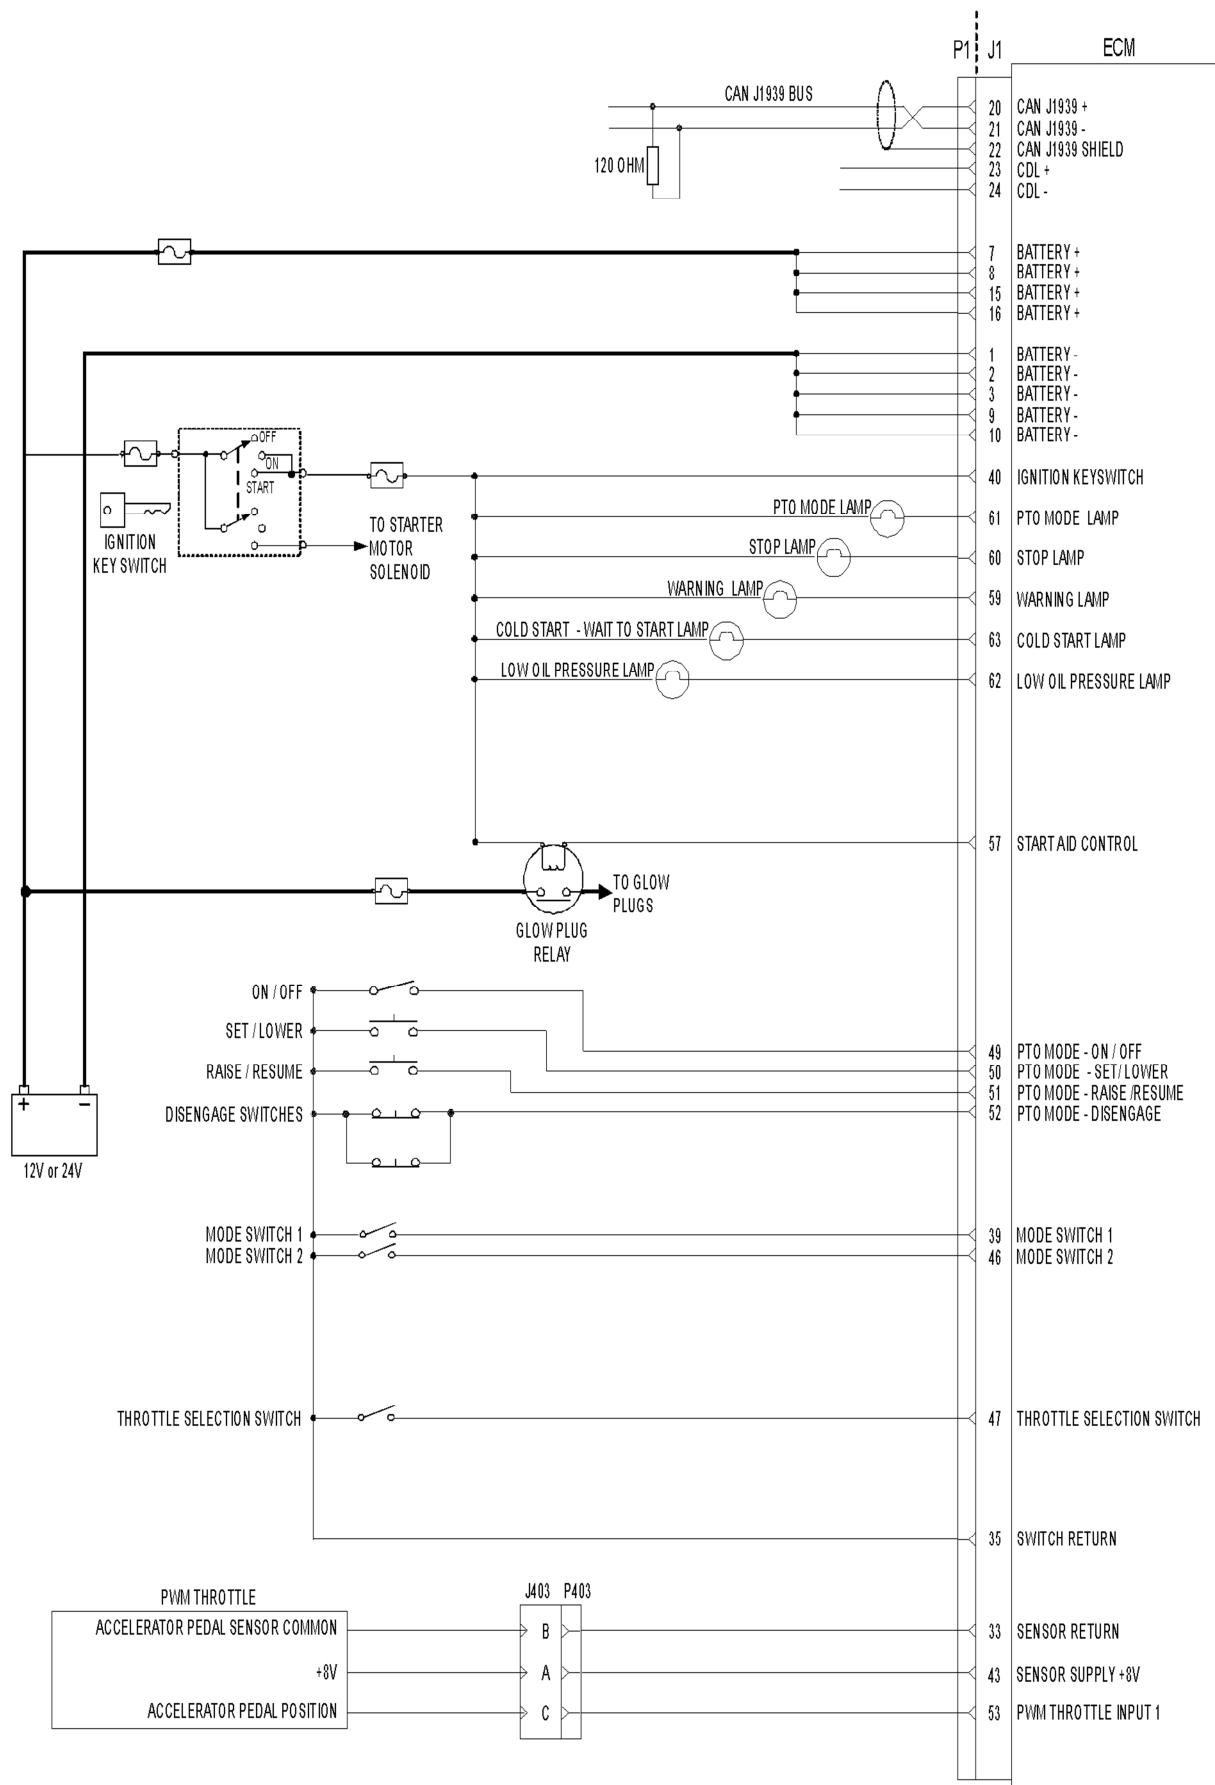 P1 J1 ECM
CAN J1939 BUS
20 CAN J1939 +
21 CAN J1939 -
22 CAN J1939 SHIELD
120 OHM
23 CDL +
24 CDL -
7 BATTERY +
8 BATTERY +
15 BATTERY +
16 BATTERY +
1 BATTERY -
2 BATTERY -
3 BATTERY -
9 BATTERY -
10 BATTERY -
OFF
ON
START
40 IGNITION KEYSWITCH
IGNITION
KEY SWITCH
TO STARTER
MOTOR
SOLENOID
PTO MODE LAMP 61 PTO MODE LAMP
STOP LAMP 60 STOP LAMP
WARNING LAMP 59 WARNING LAMP
COLD START - WAIT TO START LAMP 63 COLD START LAMP
LOW OIL PRESSURE LAMP 62 LOW OIL PRESSURE LAMP
57 START AID CONTROL
TO GLOW
PLUGS
GLOW PLUG
RELAY
ON / OFF
SET / LOWER
RAISE / RESUME
DISENGAGE SWITCHES
49 PTO MODE - ON / OFF
50 PTO MODE - SET/ LOWER
51 PTO MODE - RAISE /RESUME
52 PTO MODE - DISENGAGE
+ -
12V or 24V
MODE SWITCH 1 39 MODE SWITCH 1
MODE SWITCH 2 46 MODE SWITCH 2
THROTTLE SELECTION SWITCH 47 THROTTLE SELECTION SWITCH
35 SWITCH RETURN
PWM THROTTLE J403 P403
ACCELERATOR PEDAL SENSOR COMMON B 33 SENSOR RETURN
+8V A 43 SENSOR SUPPLY +8V
ACCELERATOR PEDAL POSITION C 53 PWM THROTTLE INPUT 1